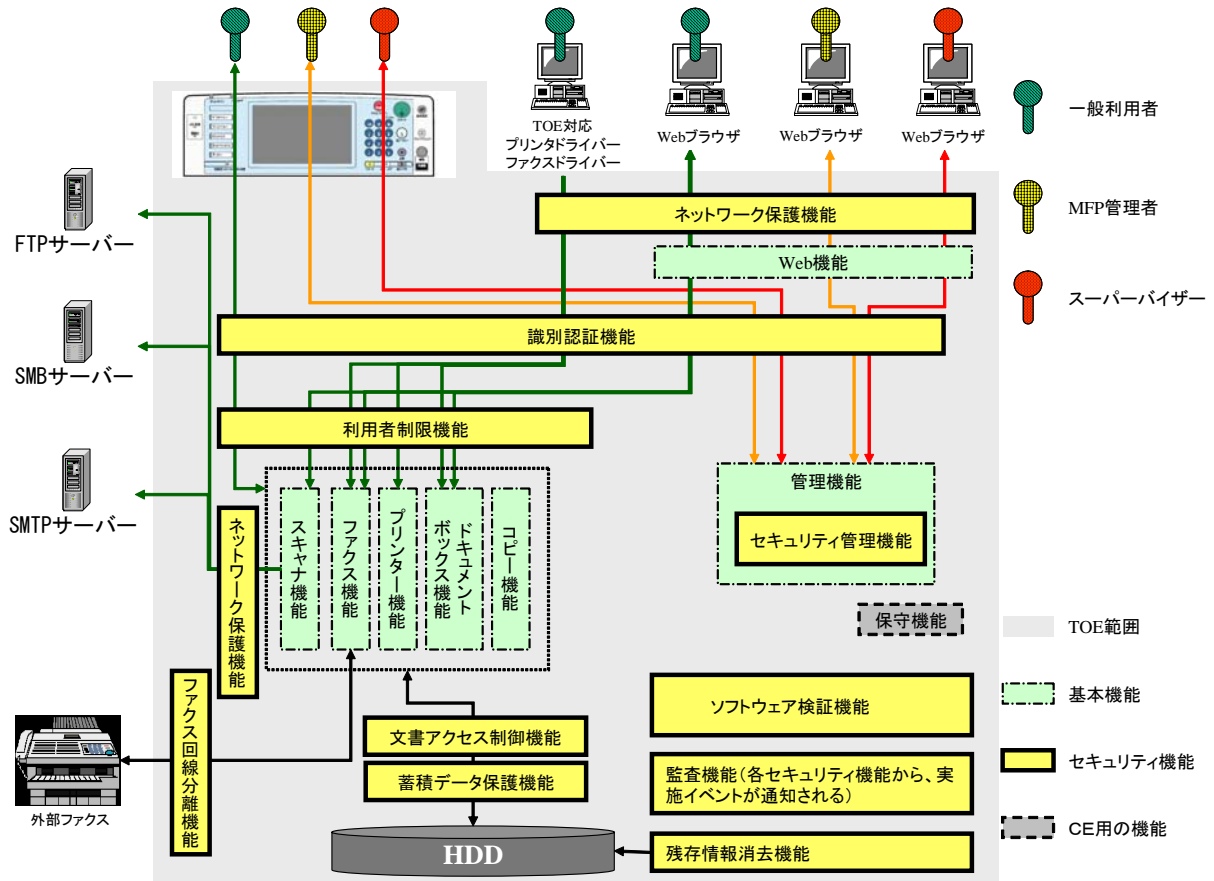 TOE対応
プリンタドライバー
ファクスドライバー
Webブラウザ
Webブラウザ
Webブラウザ
一般利用者
MFP管理者
スーパーバイザー
FTPサーバー
SMBサーバー
SMTPサーバー
外部ファクス
ネットワーク保護機能
Web機能
識別認証機能
利用者制限機能
スキャナ機能
ファクス機能
プリンター機能
ドキュメント
ボックス機能
コピー機能
管理機能
セキュリティ管理機能
保守機能
ネットワーク保護機能
ファクス回線分離機能
文書アクセス制御機能
蓄積データ保護機能
HDD
ソフトウェア検証機能
監査機能(各セキュリティ機能から、実
施イベントが通知される)
残存情報消去機能
TOE範囲
基本機能
セキュリティ機能
CE用の機能